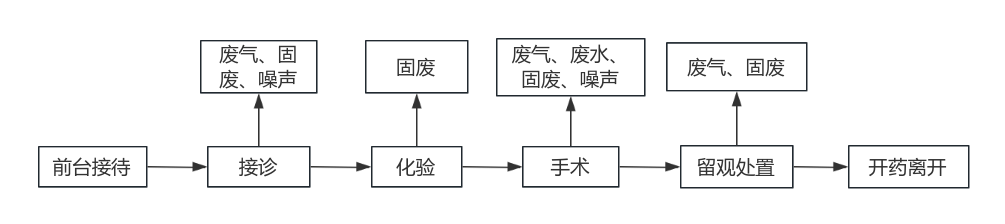 废气、固
废、噪声
固废
废气、废水、
固废、噪声
废气、固废
前台接待
接诊
化验
手术
留观处置
开药离开